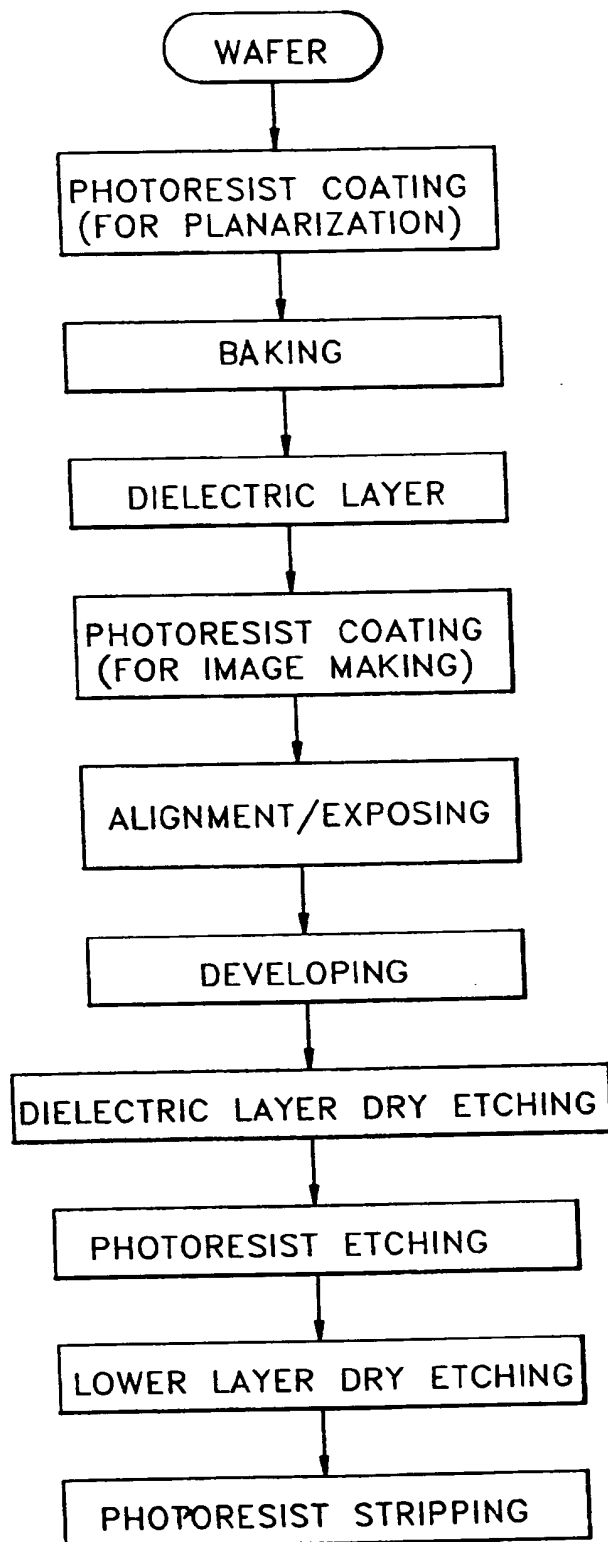 WAFER
PHOTORESIST COATING
(FOR PLANARIZATION)
BAKING
DIELECTRIC LAYER
PHOTORESIST COATING
(FOR IMAGE MAKING)
ALIGNMENT/EXPOSING
DEVELOPING
DIELECTRIC LAYER DRY ETCHING
PHOTORESIST ETCHING
LOWER LAYER DRY ETCHING
PHOTORESIST STRIPPING